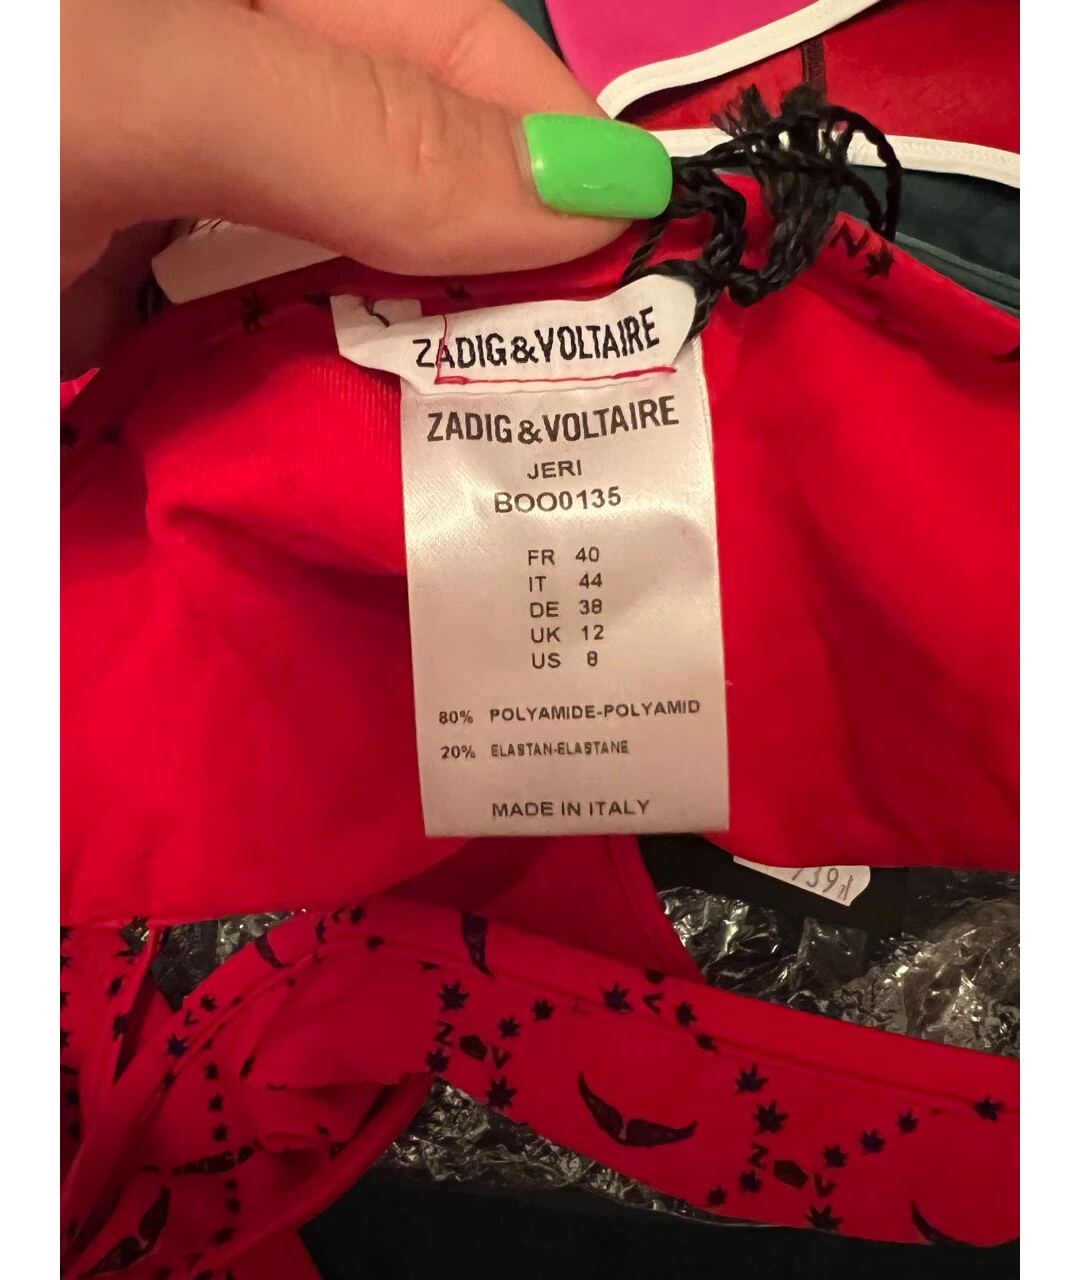 ZADIG&VOLTAIRE
ZADIG&VOLTAIRE
JERI
BOO0135
FR 40
IT 44
DE 38
UK 12
US 8
80% POLYAMIDE-POLYAMID
20% ELASTAN-ELASTANE
MADE IN ITALY
Z V
Z V